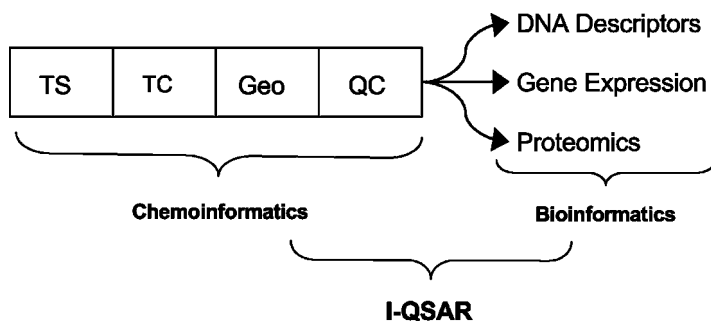 DNA Descriptors
TS TC Geo QC
Gene Expression
Proteomics
Chemoinformatics
Bioinformatics
I-QSAR